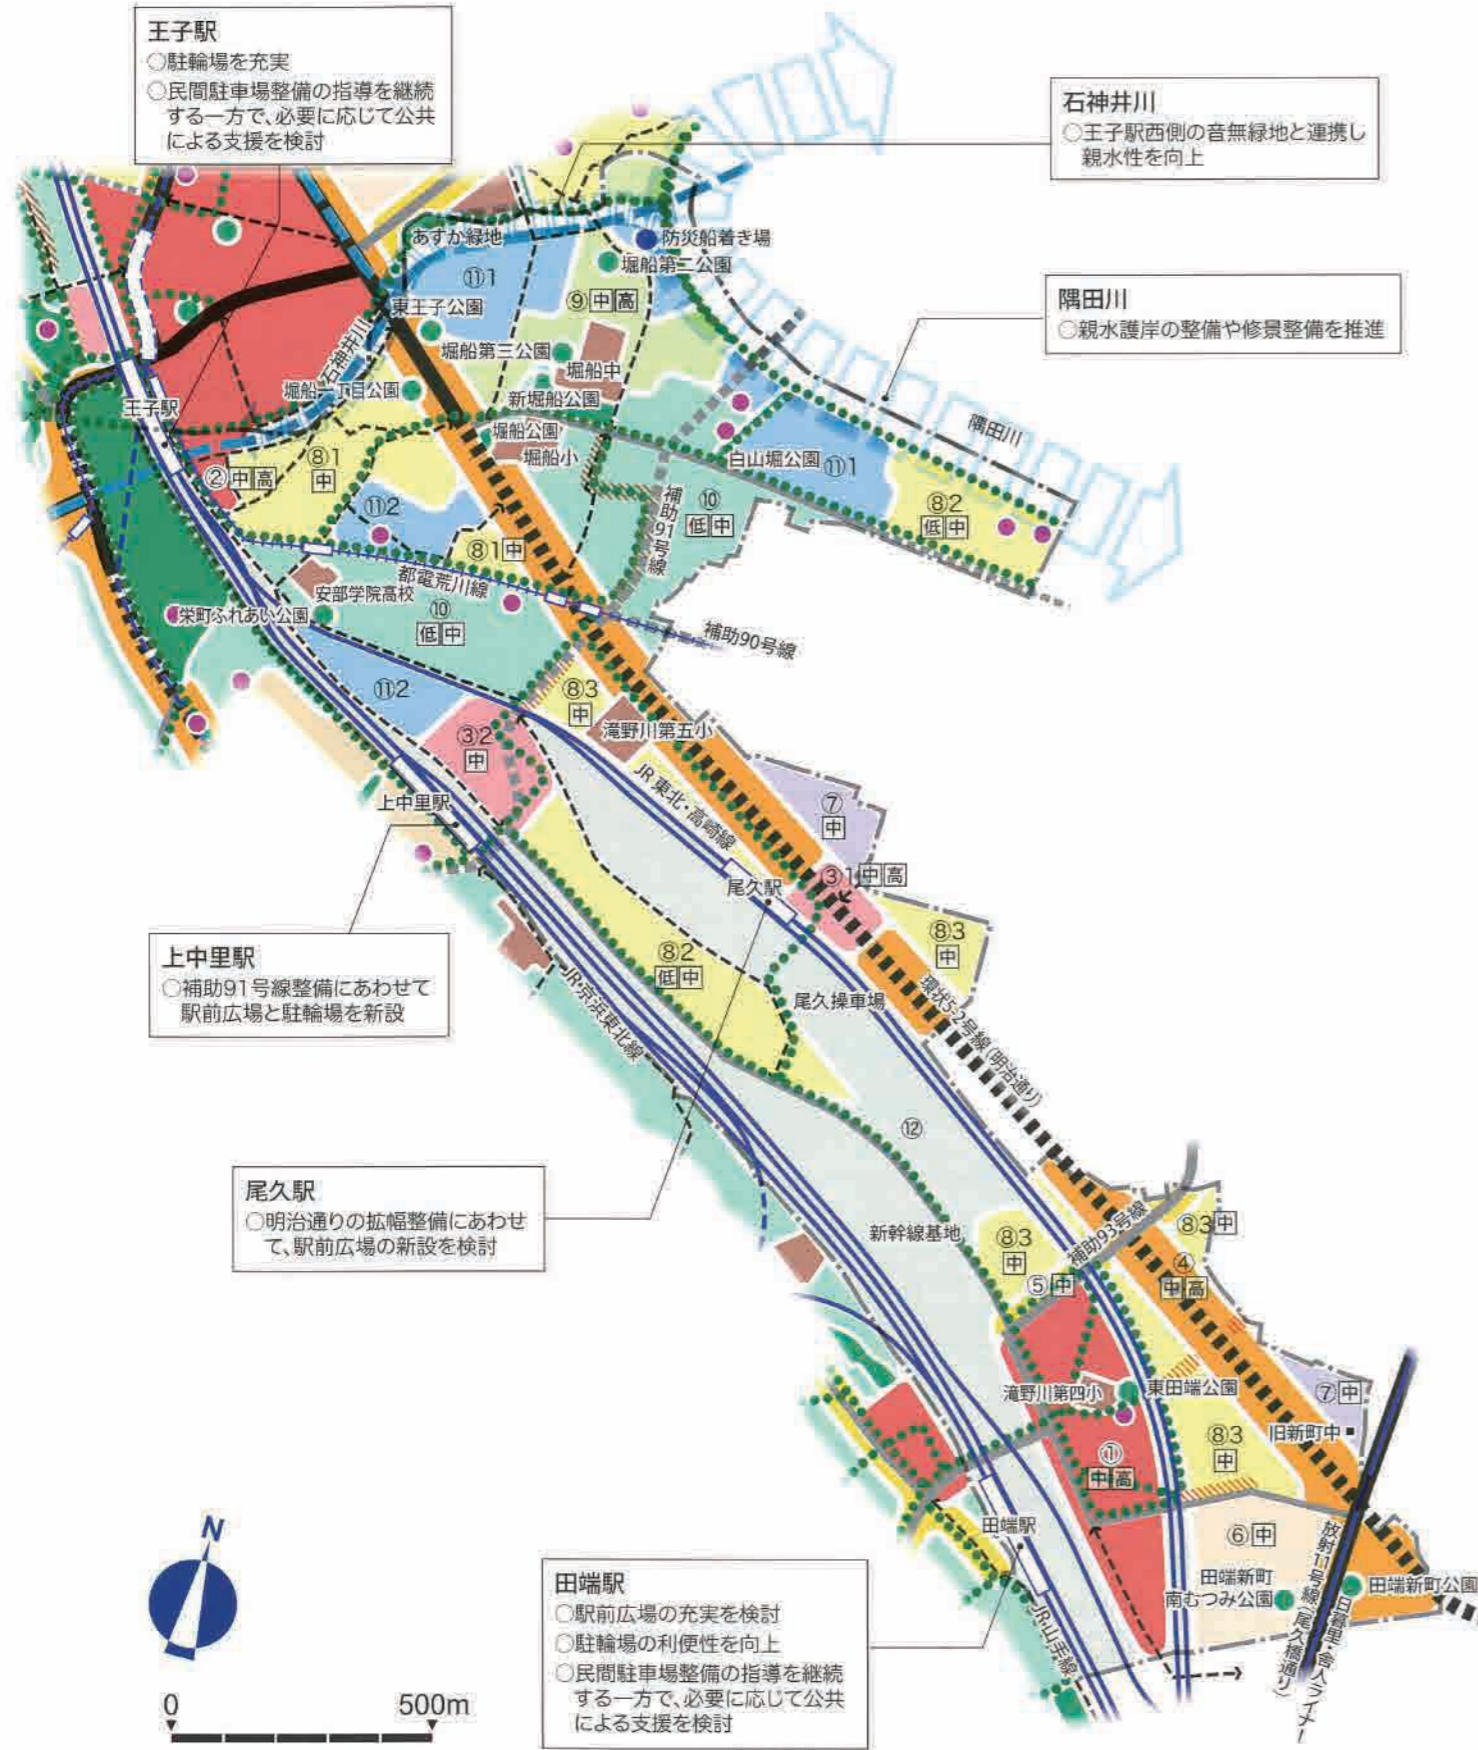 王子駅
○駐輪場を充実
○民間駐車場整備の指導を継続
する一方で、必要に応じて公共
による支援を検討
石神井川
○王子駅西側の音無緑地と連携し
親水性を向上
隅田川
○親水護岸の整備や修景整備を推進
あすか緑地
防災船着き場
堀船第二公園
⑪1
⑨中高
東王子公園
石神井川
堀船第三公園
堀船中
堀船一丁目公園
新堀船公園
王子駅
隅田川
堀船公園
堀船小
白山堀公園
⑪1
②中高
⑧1
中
⑪2
補助91号線
⑩
低中
⑧2
低中
⑧1中
都電荒川線
安部学院高校
⑩
低中
栄町ふれあい公園
補助90号線
⑪2
⑧3
中
③2
中
滝野川第五小
JR東北・高崎線
⑦
中
上中里駅
尾久駅
③1中高
⑧3
中
⑧2
低中
尾久操車場
環状5-2号線(明治通り)
上中里駅
○補助91号線整備にあわせて
駅前広場と駐輪場を新設
JR・京浜東北線
⑫
尾久駅
○明治通りの拡幅整備にあわせ
て、駅前広場の新設を検討
新幹線基地
⑧3
中
補助93号線
⑧3中
④
中高
⑤中
滝野川第四小
東田端公園
⑦中
旧新町中
⑧3
中
①
中高
田端駅
⑥中
田端新町
南むつみ公園
放射11号線(尾久橋通り)
田端新町公園
日暮里・舎人ライナー
JR・山手線
田端駅
○駅前広場の充実を検討
○駐輪場の利便性を向上
○民間駐車場整備の指導を継続
する一方で、必要に応じて公共
による支援を検討
N
0 500m